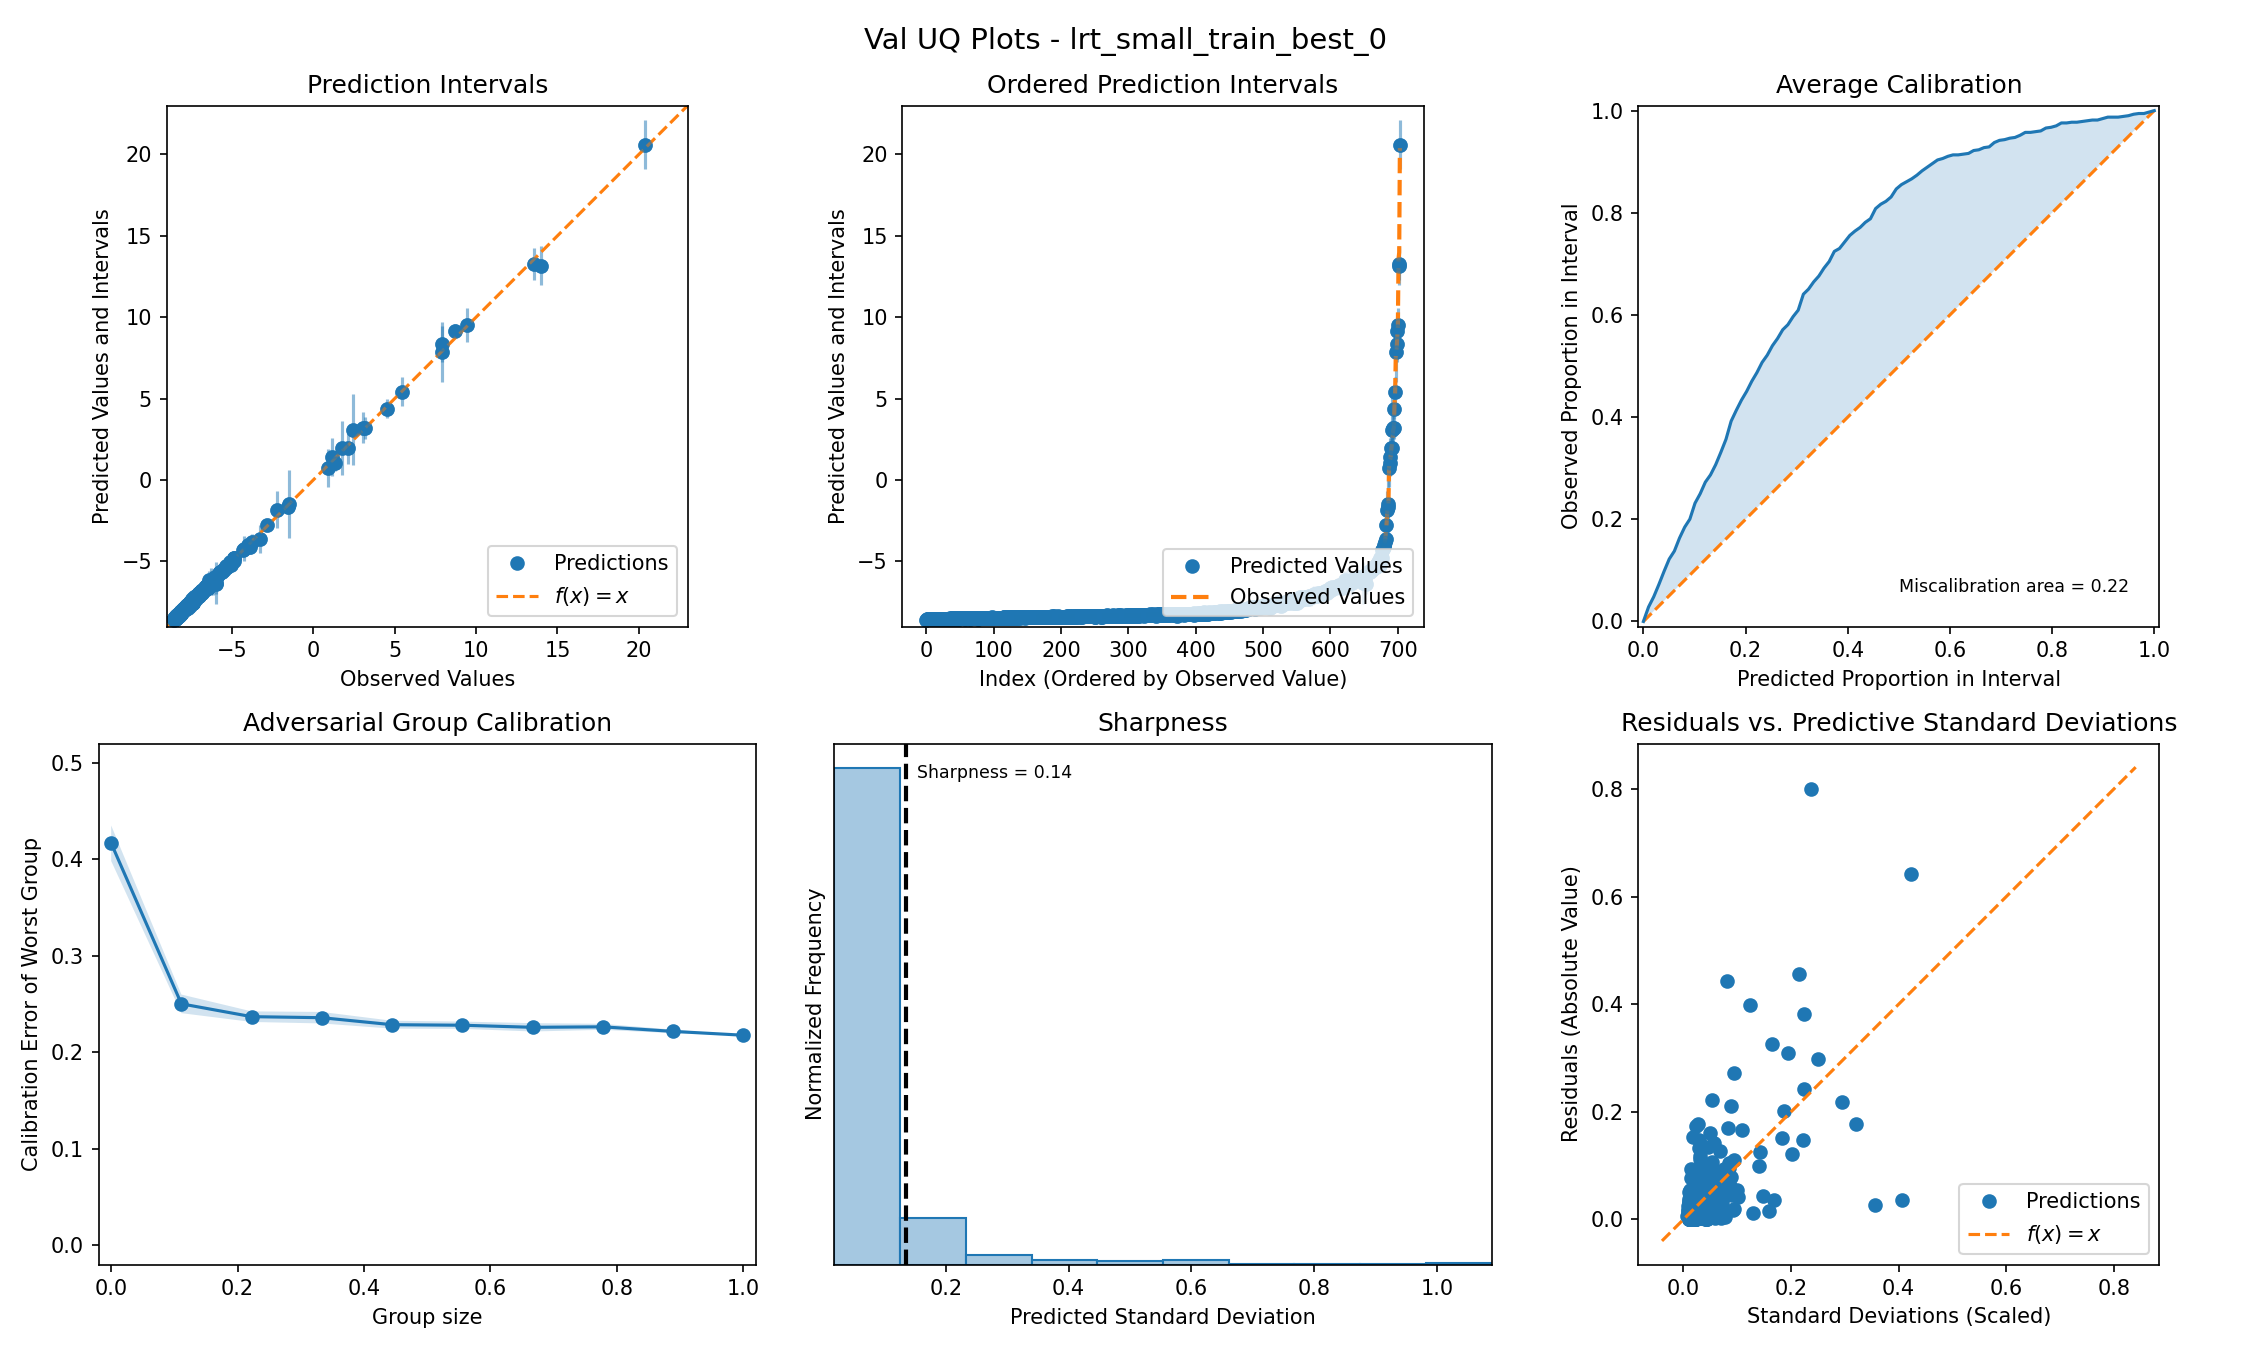 Val UQ Plots - lrt_small_train_best_0
Prediction Intervals
Predicted Values and Intervals
20
15
10
5
0
−5
−5 0 5 10 15 20
Observed Values
Predictions
f(x) = x
Ordered Prediction Intervals
Predicted Values and Intervals
20
15
10
5
0
−5
0 100 200 300 400 500 600 700
Index (Ordered by Observed Value)
Predicted Values
Observed Values
Average Calibration
Observed Proportion in Interval
1.0
0.8
0.6
0.4
0.2
0.0
0.0 0.2 0.4 0.6 0.8 1.0
Predicted Proportion in Interval
Miscalibration area = 0.22
Adversarial Group Calibration
Calibration Error of Worst Group
0.5
0.4
0.3
0.2
0.1
0.0
0.0 0.2 0.4 0.6 0.8 1.0
Group size
Sharpness
Normalized Frequency
Sharpness = 0.14
0.2 0.4 0.6 0.8 1.0
Predicted Standard Deviation
Residuals vs. Predictive Standard Deviations
Residuals (Absolute Value)
0.8
0.6
0.4
0.2
0.0
0.0 0.2 0.4 0.6 0.8
Standard Deviations (Scaled)
Predictions
f(x) = x